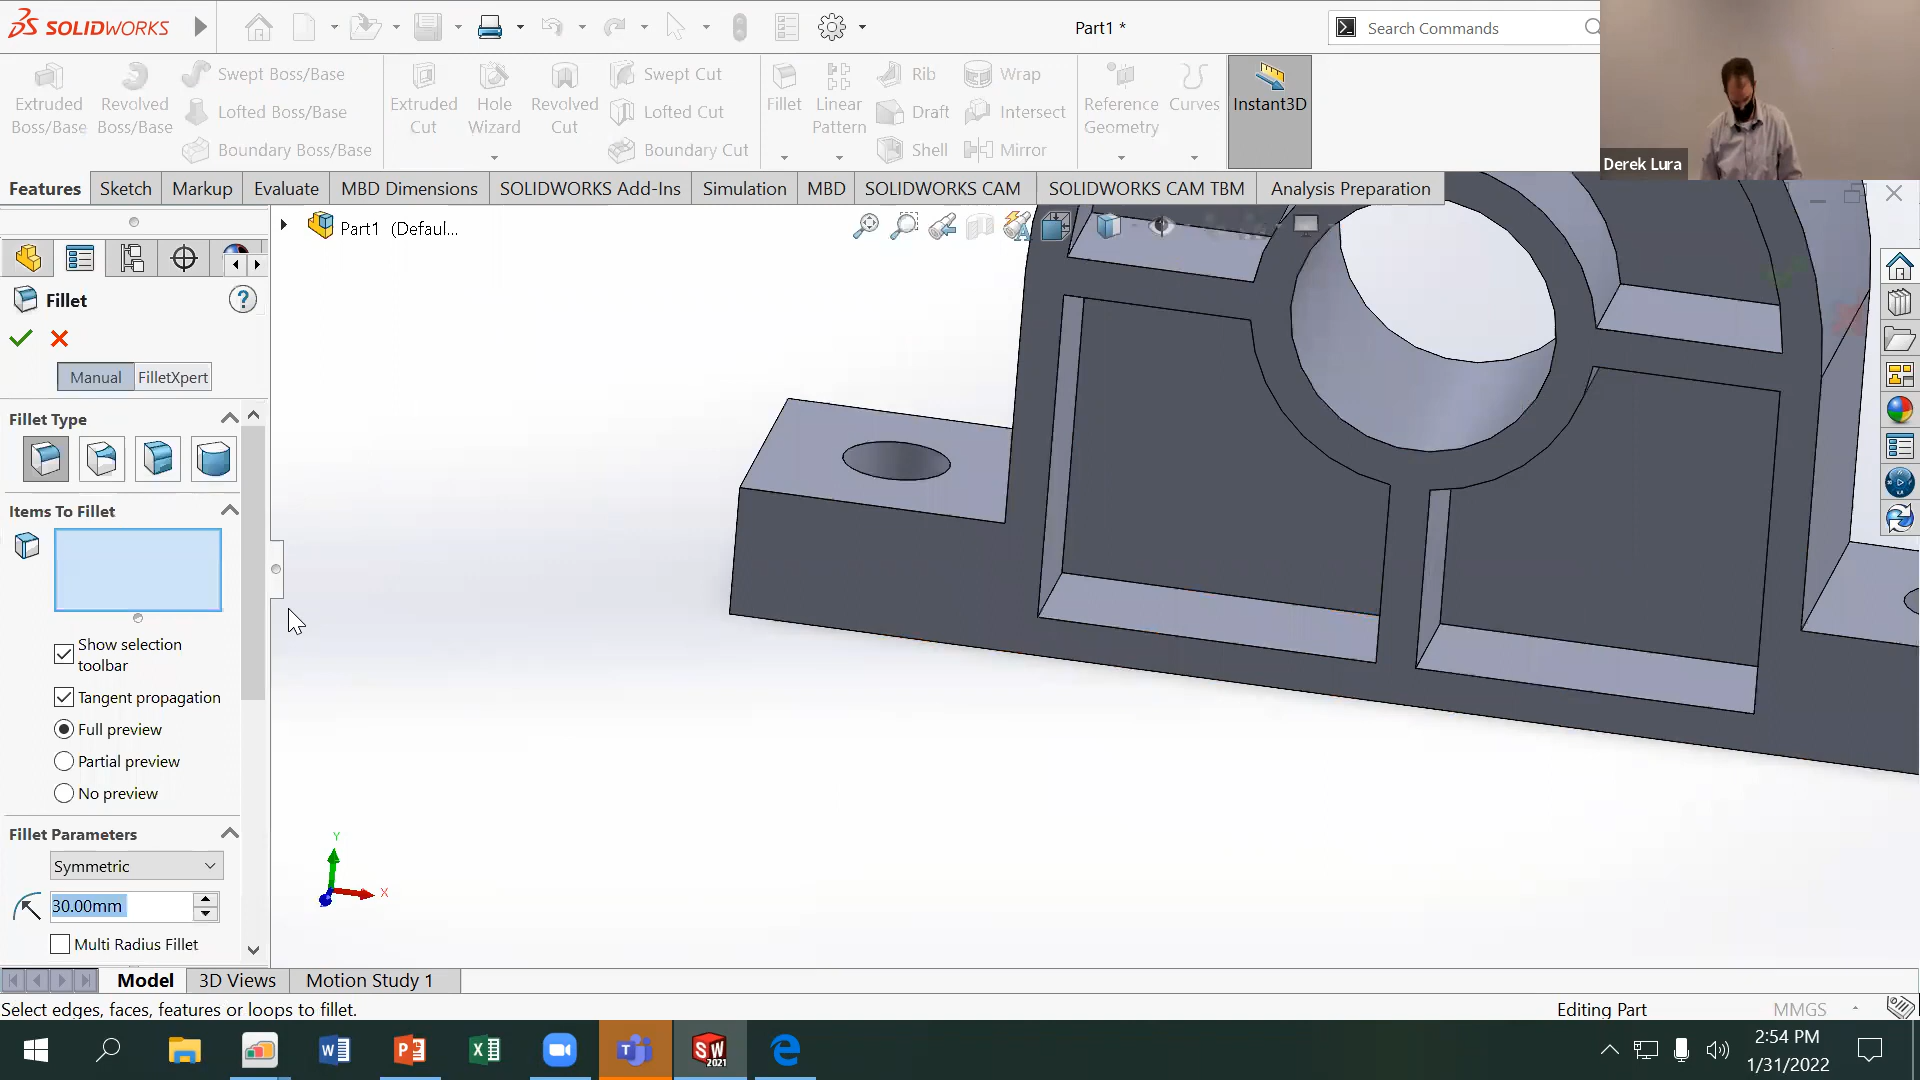 SOLIDWORKS
Part1 *
Search Commands
Derek Lura
Extruded Boss/Base
Revolved Boss/Base
Swept Boss/Base
Lofted Boss/Base
Boundary Boss/Base
Extruded Cut
Hole Wizard
Revolved Cut
Swept Cut
Lofted Cut
Boundary Cut
Fillet
Linear Pattern
Rib
Draft
Shell
Wrap
Intersect
Mirror
Reference Geometry
Curves
Instant3D
Features
Sketch
Markup
Evaluate
MBD Dimensions
SOLIDWORKS Add-Ins
Simulation
MBD
SOLIDWORKS CAM
SOLIDWORKS CAM TBM
Analysis Preparation
Part1 (Defaul...
Fillet
Manual
FilletXpert
Fillet Type
Items To Fillet
Show selection
toolbar
Tangent propagation
Full preview
Partial preview
No preview
Fillet Parameters
Symmetric
30.00mm
Multi Radius Fillet
Y
X
Model
3D Views
Motion Study 1
Select edges, faces, features or loops to fillet.
Editing Part
MMGS
SW
2021
2:54 PM
1/31/2022